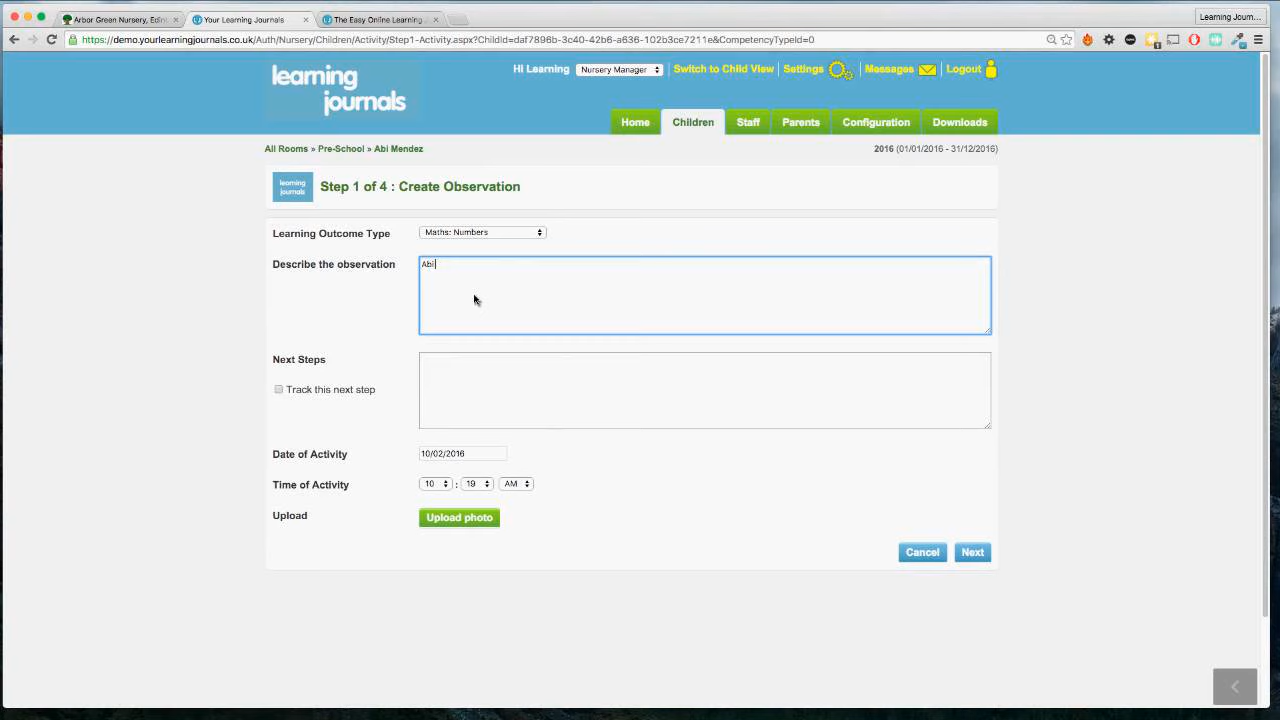 Arbor Green Nursery, Edin
Your Learning Journals
The Easy Online Learning J
Learning Journ...
https://demo.yourlearningjournals.co.uk/Auth/Nursery/Children/Activity/Step1-Activity.aspx?ChildId=daf7896b-3c40-42b6-a636-102b3ce7211e&CompetencyTypeId=0
learning
journals
Hi Learning Nursery Manager Switch to Child View Settings Messages Logout
Home Children Staff Parents Configuration Downloads
All Rooms » Pre-School » Abi Mendez
2016 (01/01/2016 - 31/12/2016)
learning
journals
Step 1 of 4 : Create Observation
Learning Outcome Type Maths: Numbers
Describe the observation Abi
Next Steps
Track this next step
Date of Activity 10/02/2016
Time of Activity 10 : 19 AM
Upload Upload photo
Cancel Next